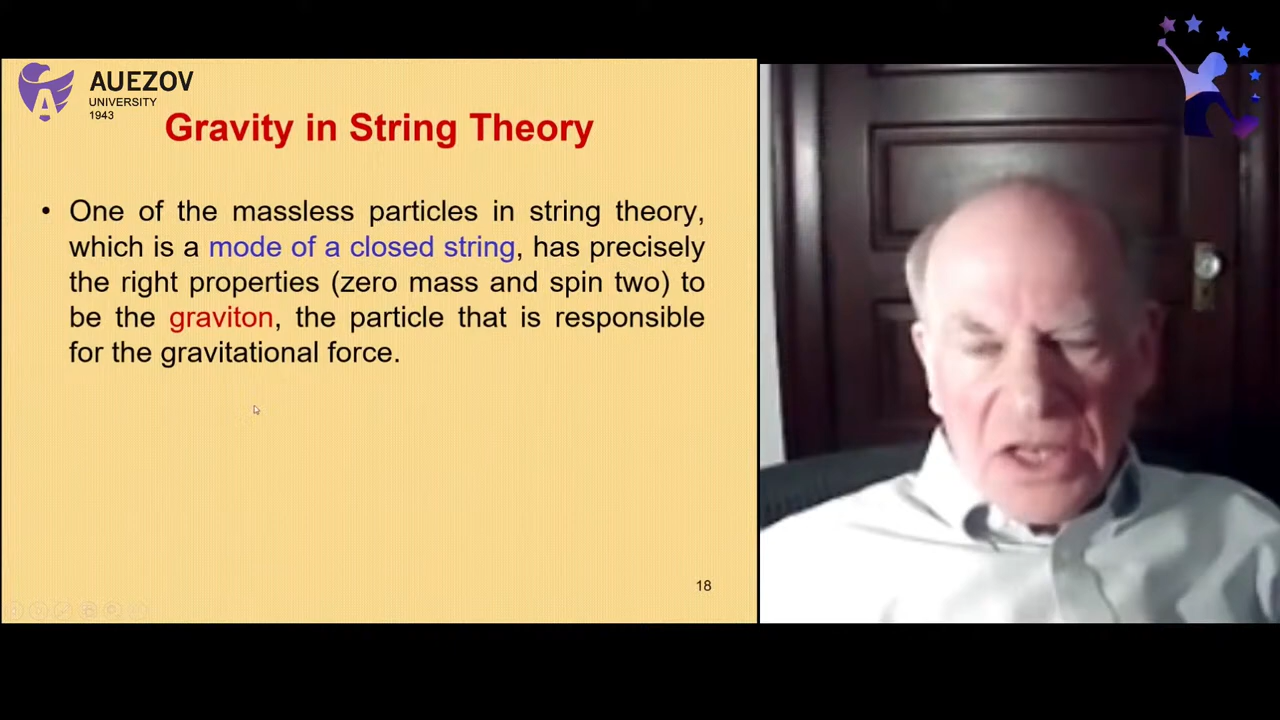 AUEZOV
UNIVERSITY
1943
Gravity in String Theory
• One of the massless particles in string theory,
which is a mode of a closed string, has precisely
the right properties (zero mass and spin two) to
be the graviton, the particle that is responsible
for the gravitational force.
18